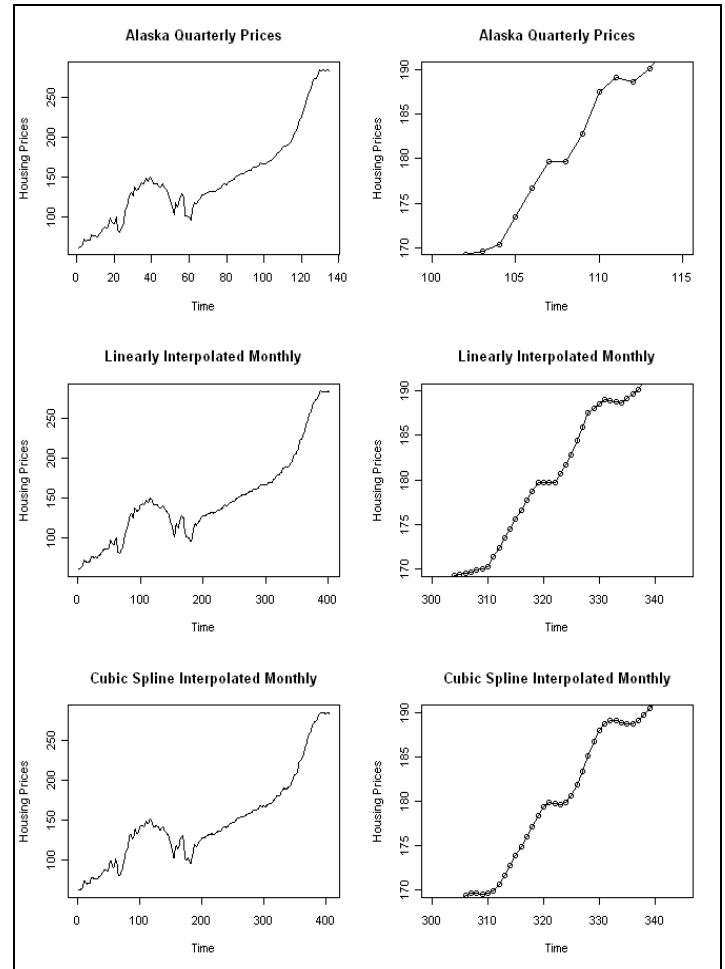 Alaska Quarterly Prices
Housing Prices
100 150 200 250
0 20 40 60 80 100 120 140
Time
Alaska Quarterly Prices
Housing Prices
170 175 180 185 190
100 105 110 115
Time
Linearly Interpolated Monthly
Housing Prices
100 150 200 250
0 100 200 300 400
Time
Linearly Interpolated Monthly
Housing Prices
170 175 180 185 190
300 310 320 330 340
Time
Cubic Spline Interpolated Monthly
Housing Prices
100 150 200 250
0 100 200 300 400
Time
Cubic Spline Interpolated Monthly
Housing Prices
170 175 180 185 190
300 310 320 330 340
Time